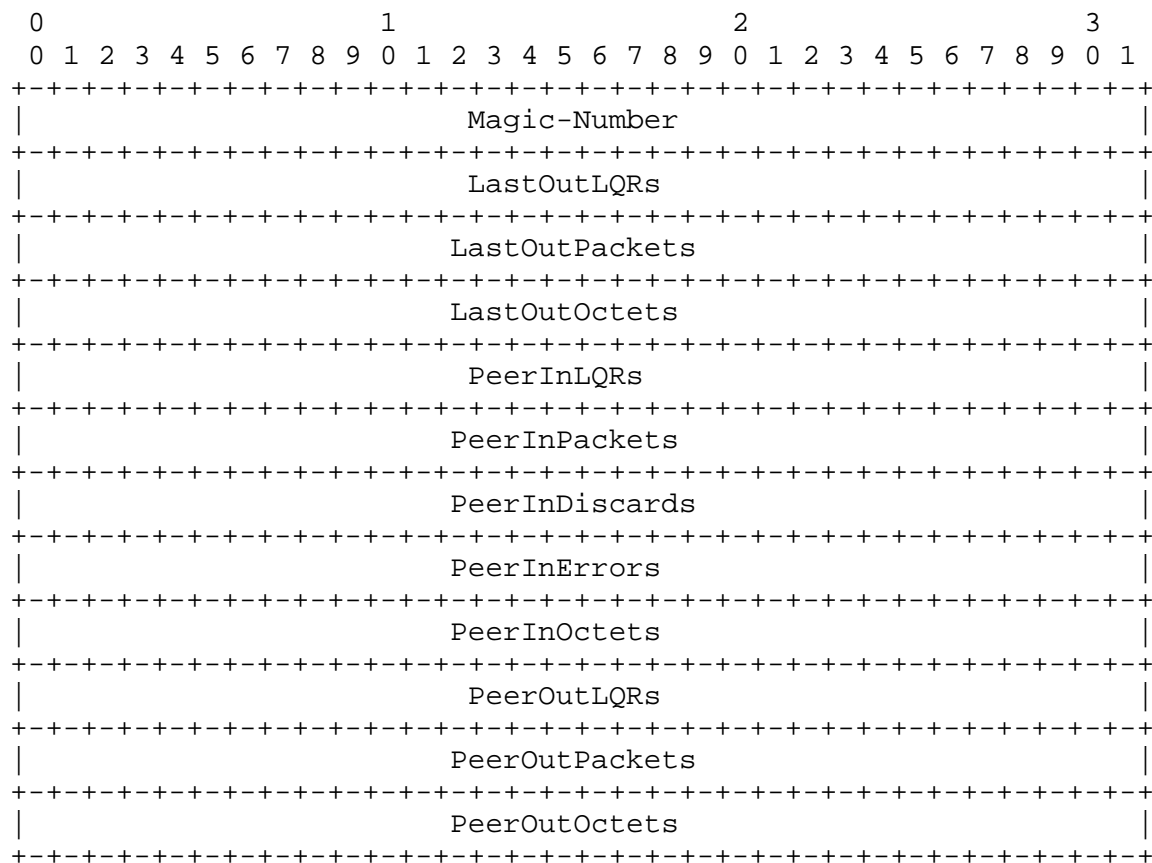 0                   1                   2                   3
 0 1 2 3 4 5 6 7 8 9 0 1 2 3 4 5 6 7 8 9 0 1 2 3 4 5 6 7 8 9 0 1
+-+-+-+-+-+-+-+-+-+-+-+-+-+-+-+-+-+-+-+-+-+-+-+-+-+-+-+-+-+-+-+-+
|                         Magic-Number                          |
+-+-+-+-+-+-+-+-+-+-+-+-+-+-+-+-+-+-+-+-+-+-+-+-+-+-+-+-+-+-+-+-+
|                         LastOutLQRs                           |
+-+-+-+-+-+-+-+-+-+-+-+-+-+-+-+-+-+-+-+-+-+-+-+-+-+-+-+-+-+-+-+-+
|                        LastOutPackets                         |
+-+-+-+-+-+-+-+-+-+-+-+-+-+-+-+-+-+-+-+-+-+-+-+-+-+-+-+-+-+-+-+-+
|                        LastOutOctets                          |
+-+-+-+-+-+-+-+-+-+-+-+-+-+-+-+-+-+-+-+-+-+-+-+-+-+-+-+-+-+-+-+-+
|                         PeerInLQRs                            |
+-+-+-+-+-+-+-+-+-+-+-+-+-+-+-+-+-+-+-+-+-+-+-+-+-+-+-+-+-+-+-+-+
|                        PeerInPackets                          |
+-+-+-+-+-+-+-+-+-+-+-+-+-+-+-+-+-+-+-+-+-+-+-+-+-+-+-+-+-+-+-+-+
|                        PeerInDiscards                         |
+-+-+-+-+-+-+-+-+-+-+-+-+-+-+-+-+-+-+-+-+-+-+-+-+-+-+-+-+-+-+-+-+
|                        PeerInErrors                           |
+-+-+-+-+-+-+-+-+-+-+-+-+-+-+-+-+-+-+-+-+-+-+-+-+-+-+-+-+-+-+-+-+
|                        PeerInOctets                           |
+-+-+-+-+-+-+-+-+-+-+-+-+-+-+-+-+-+-+-+-+-+-+-+-+-+-+-+-+-+-+-+-+
|                         PeerOutLQRs                           |
+-+-+-+-+-+-+-+-+-+-+-+-+-+-+-+-+-+-+-+-+-+-+-+-+-+-+-+-+-+-+-+-+
|                        PeerOutPackets                         |
+-+-+-+-+-+-+-+-+-+-+-+-+-+-+-+-+-+-+-+-+-+-+-+-+-+-+-+-+-+-+-+-+
|                        PeerOutOctets                          |
+-+-+-+-+-+-+-+-+-+-+-+-+-+-+-+-+-+-+-+-+-+-+-+-+-+-+-+-+-+-+-+-+